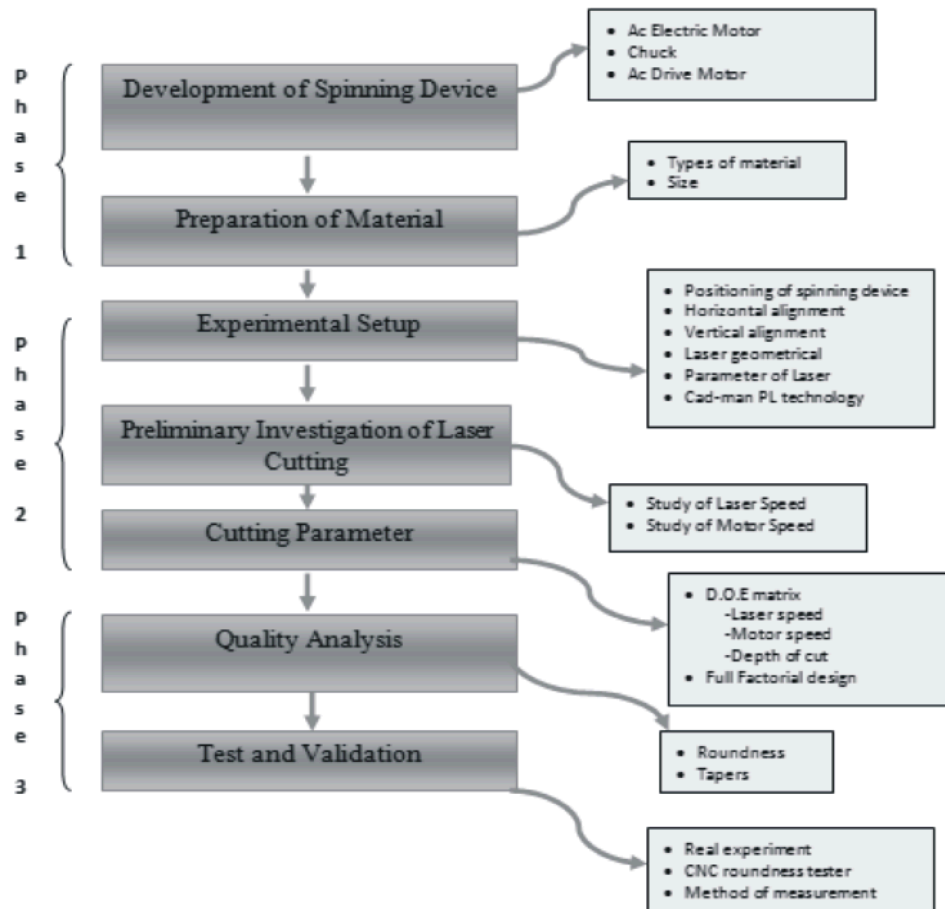 Phase 1
Development of Spinning Device
• Ac Electric Motor
• Chuck
• Ac Drive Motor
Preparation of Material
• Types of material
• Size
Phase 2
Experimental Setup
• Positioning of spinning device
• Horizontal alignment
• Vertical alignment
• Laser geometrical
• Parameter of Laser
• Cad-man PL technology
Preliminary Investigation of Laser
Cutting
• Study of Laser Speed
• Study of Motor Speed
Cutting Parameter
• D.O.E matrix
-Laser speed
-Motor speed
-Depth of cut
• Full Factorial design
phase 3
Quality Analysis
• Roundness
• Tapers
Test and Validation
• Real experiment
• CNC roundness tester
• Method of measurement